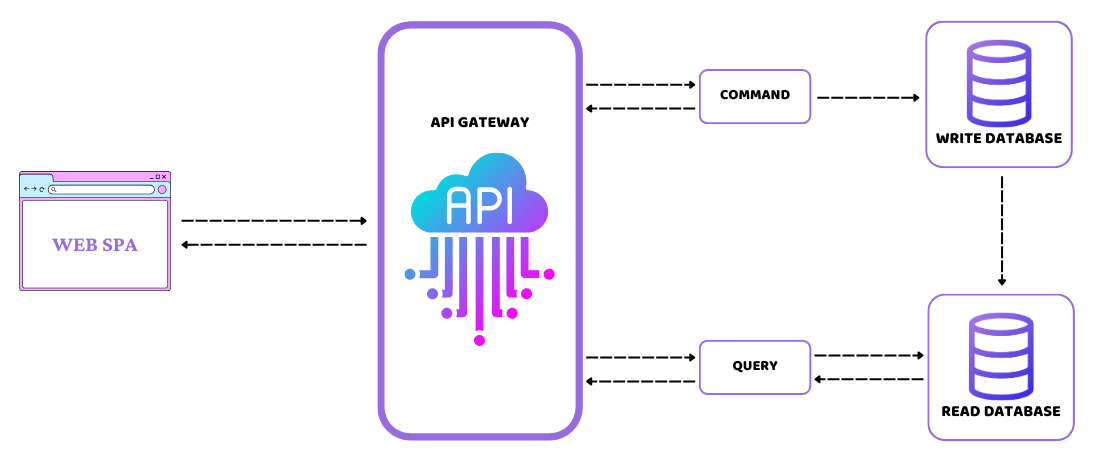 WEB SPA
API GATEWAY
API
COMMAND
WRITE DATABASE
QUERY
READ DATABASE